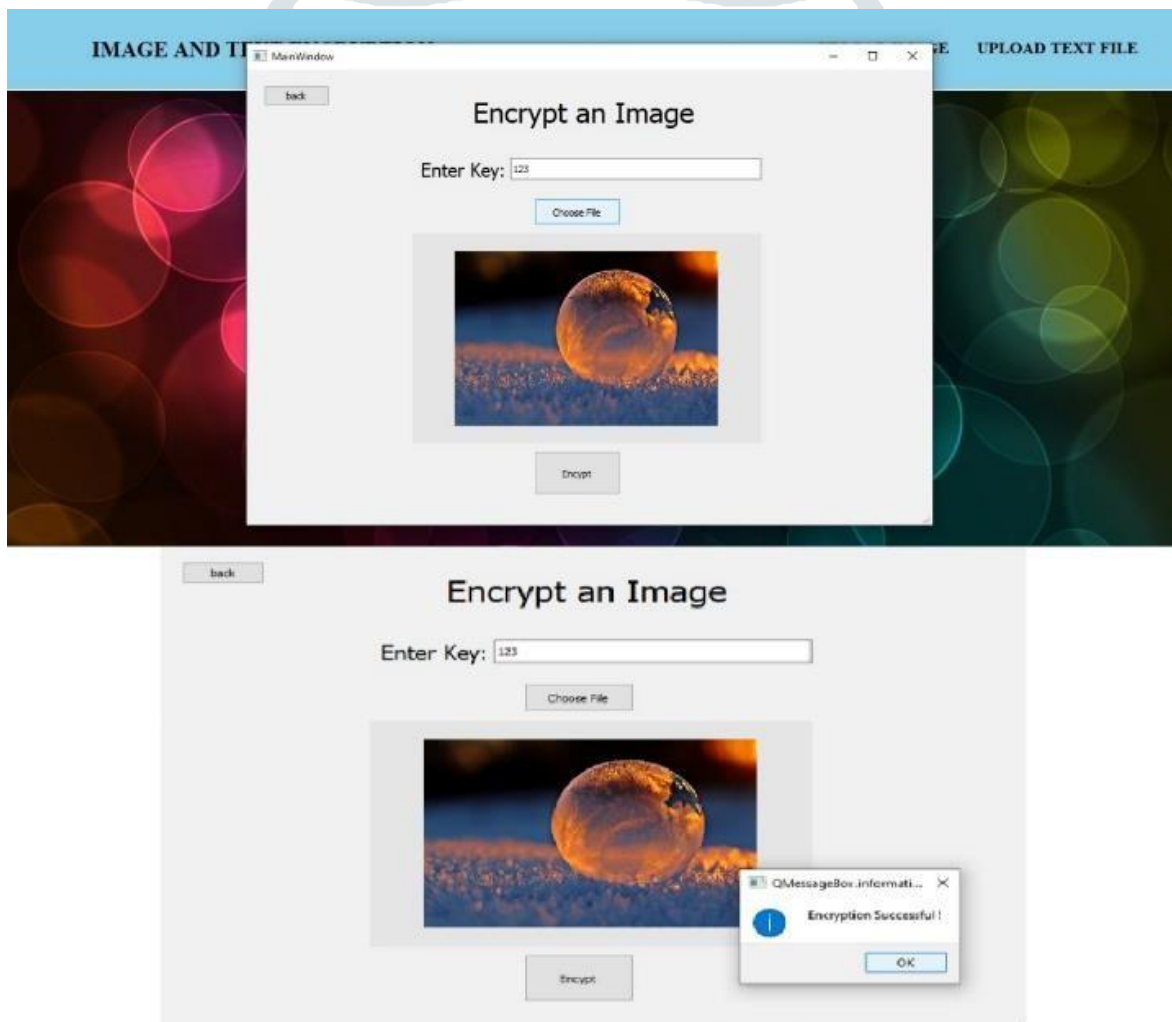 IMAGE AND
UPLOAD TEXT FILE
MainWindow
back
Encrypt an Image
Enter Key: 123
Choose File
Encrypt
back
Encrypt an Image
Enter Key: 123
Choose File
QMessageBox.informati...
Encryption Successful !
OK
Encrypt